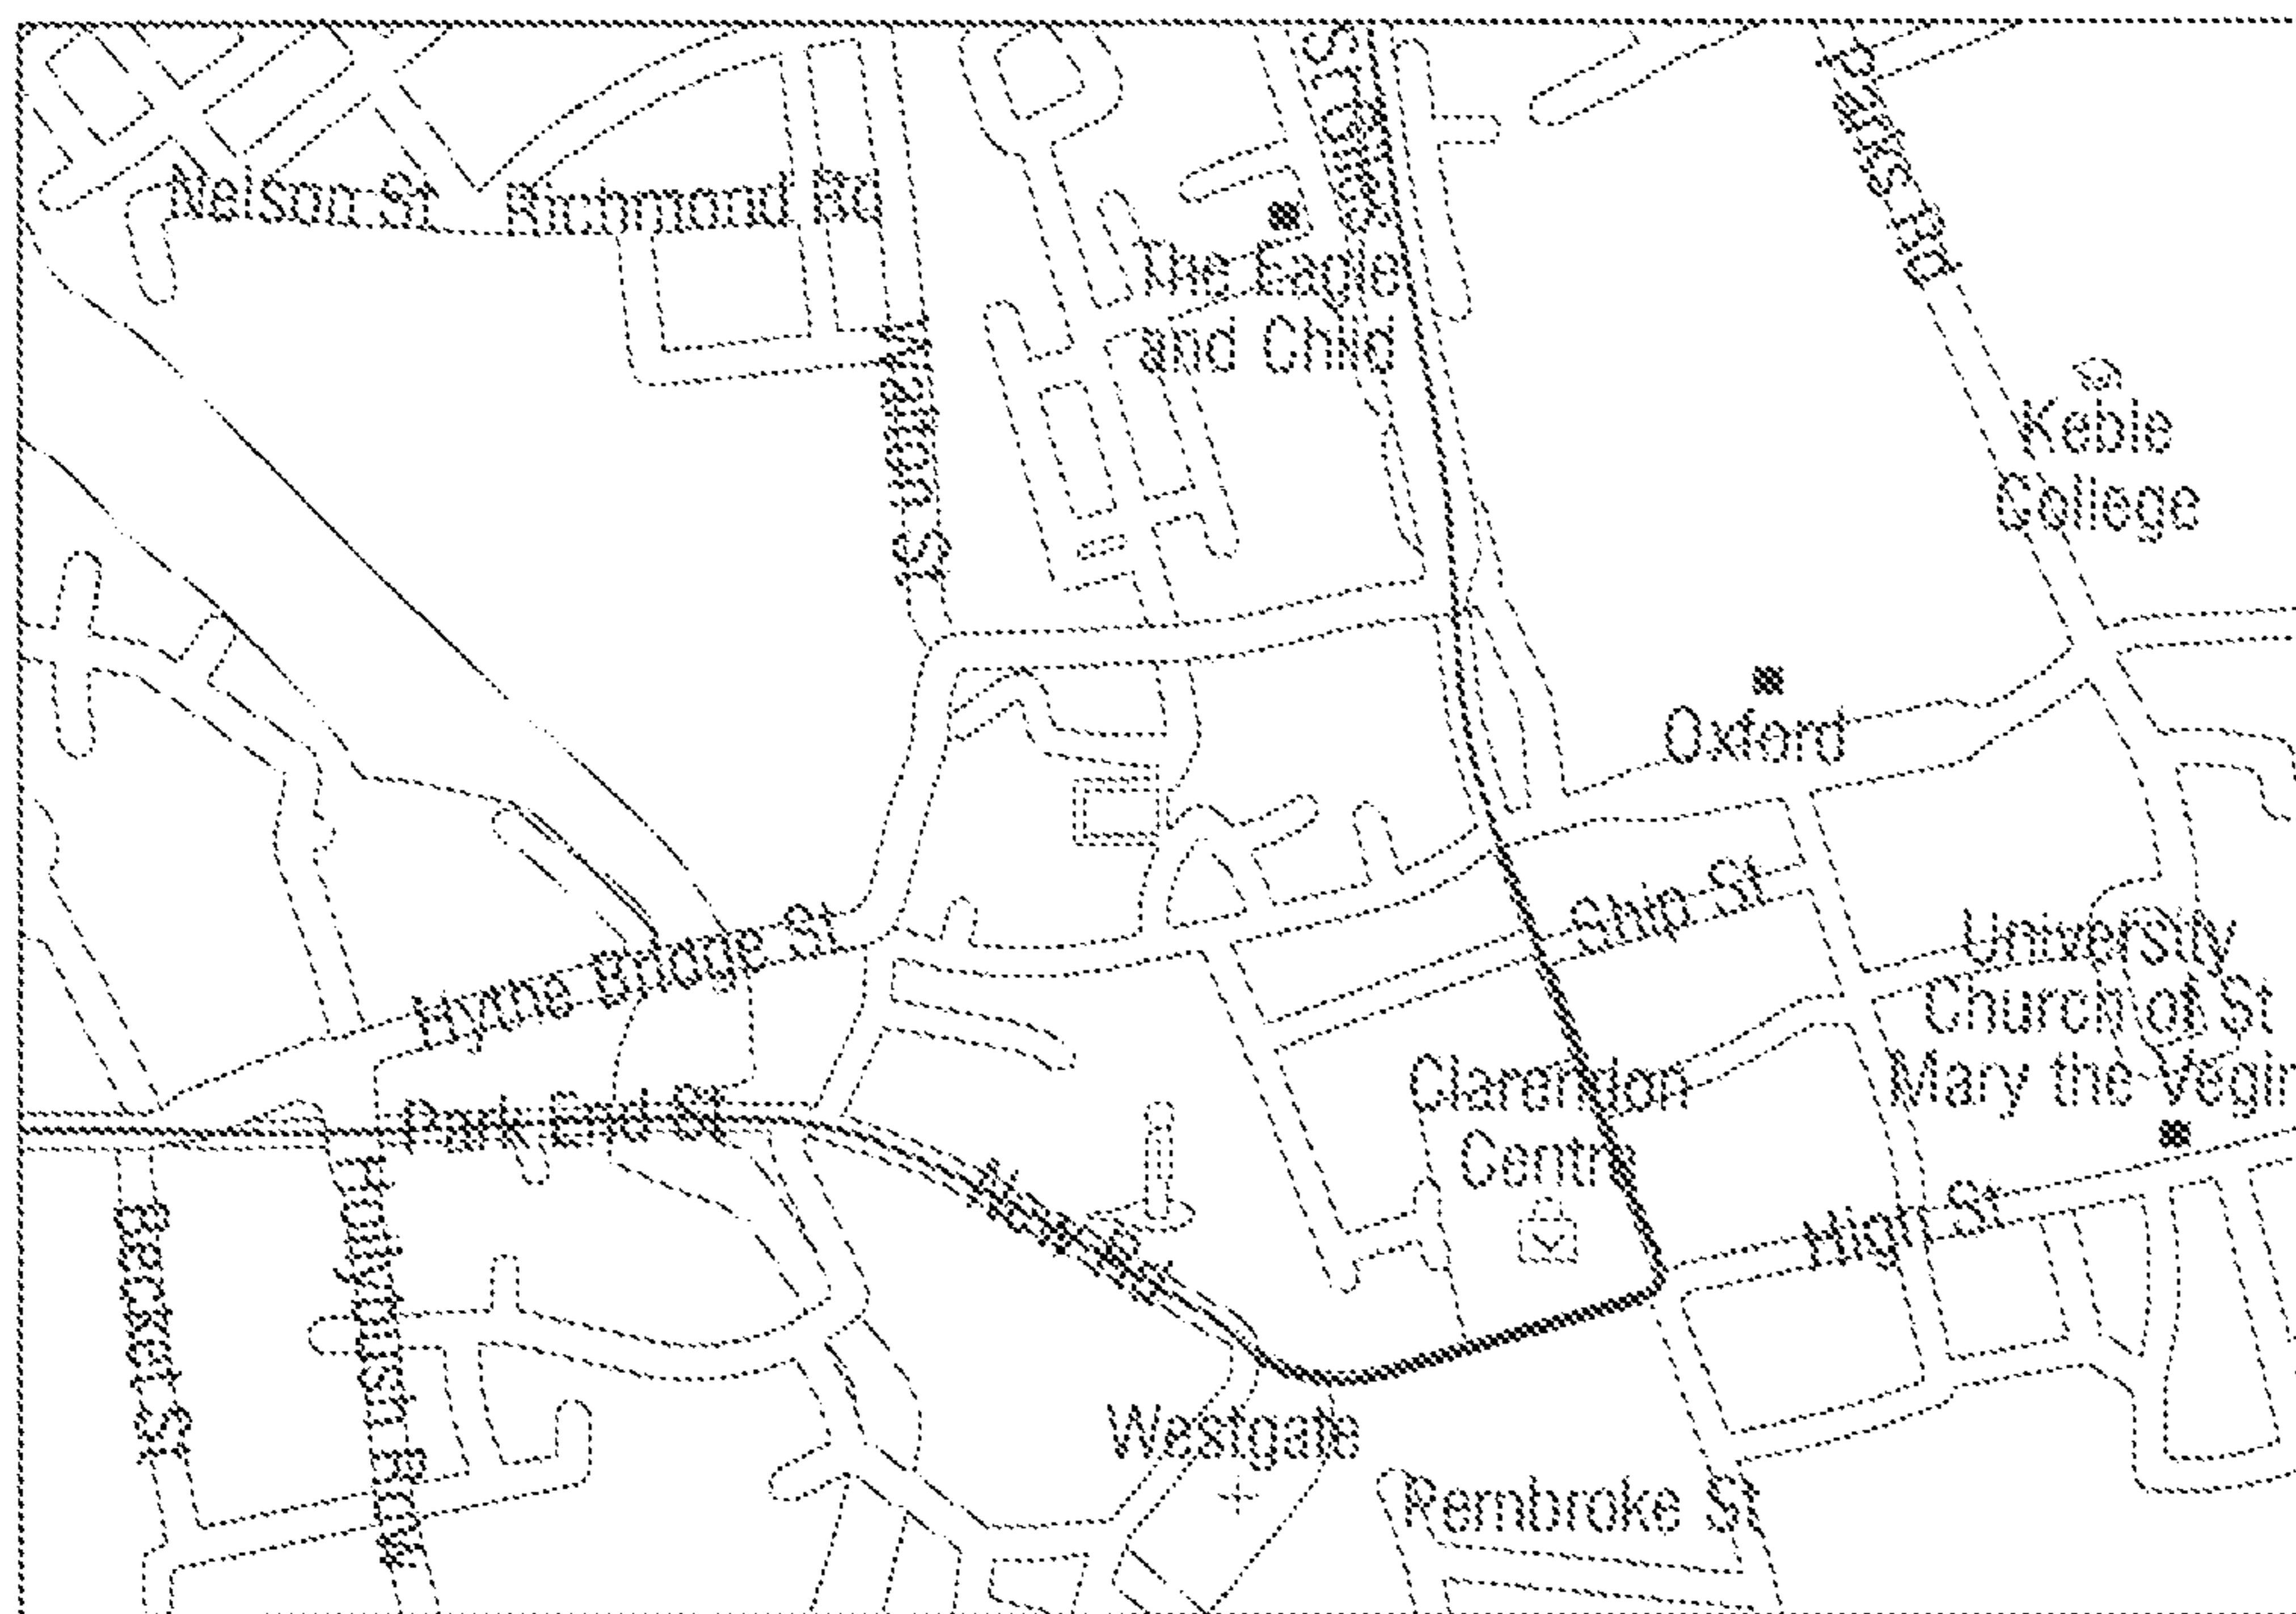 St Giles
Parks Rd
Nelson St
Richmond Rd
The Eagle
and Child
Walton St
Keble
College
Oxford
Ship St
Hythe Bridge St
University
Church of St
Mary the Vegin
Clarendon
Centre
Park End St
New Rd
High St
Becket St
Hollybush Row
Westgate
Pembroke St